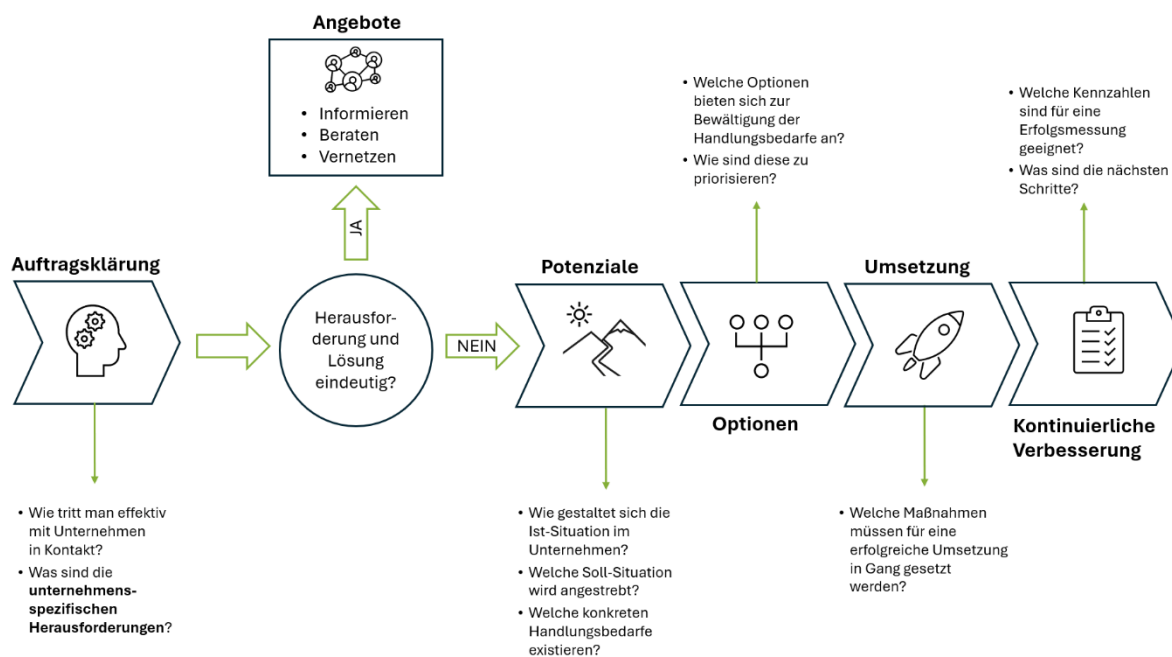 Angebote
• Informieren
• Beraten
• Vernetzen
JA
Auftragsklärung
• Wie tritt man effektiv
mit Unternehmen
in Kontakt?
• Was sind die
unternehmens-
spezifischen
Herausforderungen?
Herausfor-
derung und
Lösung
eindeutig?
NEIN
Potenziale
• Wie gestaltet sich die
Ist-Situation im
Unternehmen?
• Welche Soll-Situation
wird angestrebt?
• Welche konkreten
Handlungsbedarfe
existieren?
• Welche Optionen
bieten sich zur
Bewältigung der
Handlungsbedarfe an?
• Wie sind diese zu
priorisieren?
Optionen
Umsetzung
• Welche Maßnahmen
müssen für eine
erfolgreiche Umsetzung
in Gang gesetzt
werden?
• Welche Kennzahlen
sind für eine
Erfolgsmessung
geeignet?
• Was sind die nächsten
Schritte?
Kontinuierliche
Verbesserung